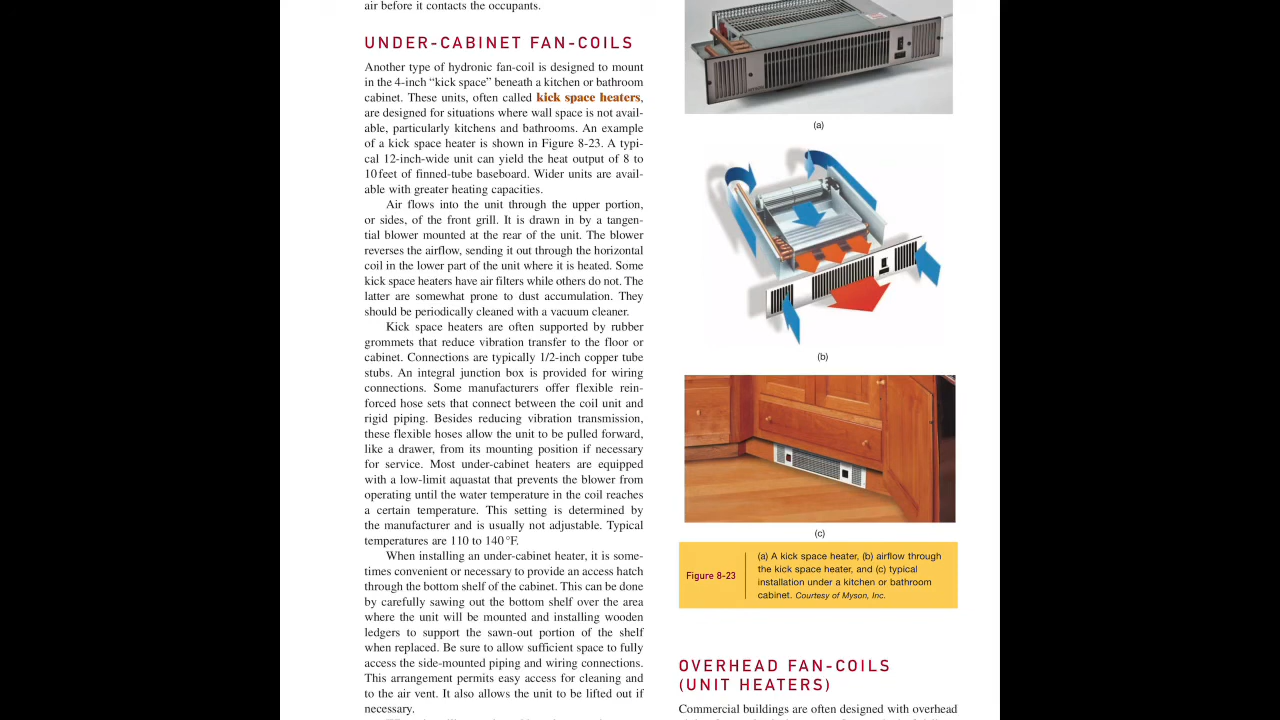 air before it contacts the occupants.
UNDER-CABINET FAN-COILS
Another type of hydronic fan-coil is designed to mount
in the 4-inch “kick space” beneath a kitchen or bathroom
cabinet. These units, often called kick space heaters,
are designed for situations where wall space is not avail-
able, particularly kitchens and bathrooms. An example
of a kick space heater is shown in Figure 8-23. A typi-
cal 12-inch-wide unit can yield the heat output of 8 to
10 feet of finned-tube baseboard. Wider units are avail-
able with greater heating capacities.
Air flows into the unit through the upper portion,
or sides, of the front grill. It is drawn in by a tangen-
tial blower mounted at the rear of the unit. The blower
reverses the airflow, sending it out through the horizontal
coil in the lower part of the unit where it is heated. Some
kick space heaters have air filters while others do not. The
latter are somewhat prone to dust accumulation. They
should be periodically cleaned with a vacuum cleaner.
Kick space heaters are often supported by rubber
grommets that reduce vibration transfer to the floor or
cabinet. Connections are typically 1/2-inch copper tube
stubs. An integral junction box is provided for wiring
connections. Some manufacturers offer flexible rein-
forced hose sets that connect between the coil unit and
rigid piping. Besides reducing vibration transmission,
these flexible hoses allow the unit to be pulled forward,
like a drawer, from its mounting position if necessary
for service. Most under-cabinet heaters are equipped
with a low-limit aquastat that prevents the blower from
operating until the water temperature in the coil reaches
a certain temperature. This setting is determined by
the manufacturer and is usually not adjustable. Typical
temperatures are 110 to 140 °F.
When installing an under-cabinet heater, it is some-
times convenient or necessary to provide an access hatch
through the bottom shelf of the cabinet. This can be done
by carefully sawing out the bottom shelf over the area
where the unit will be mounted and installing wooden
ledgers to support the sawn-out portion of the shelf
when replaced. Be sure to allow sufficient space to fully
access the side-mounted piping and wiring connections.
This arrangement permits easy access for cleaning and
to the air vent. It also allows the unit to be lifted out if
necessary.
(a)
(b)
(c)
Figure 8-23
(a) A kick space heater, (b) airflow through
the kick space heater, and (c) typical
installation under a kitchen or bathroom
cabinet. Courtesy of Myson, Inc.
OVERHEAD FAN-COILS
(UNIT HEATERS)
Commercial buildings are often designed with overhead